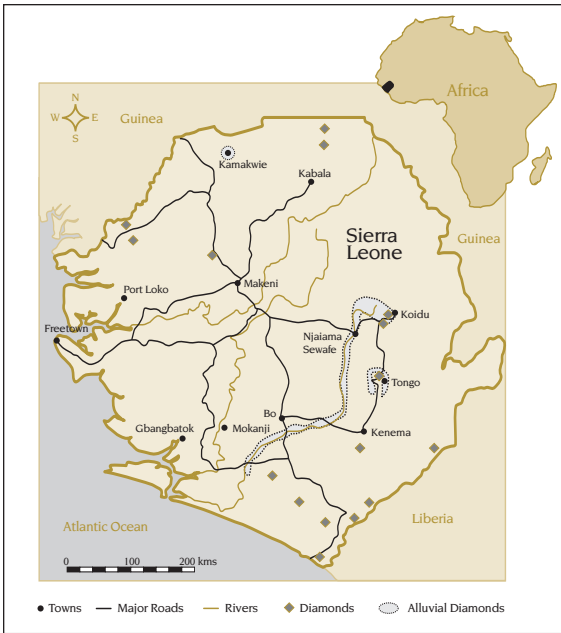 Africa
N
W E
S
Guinea
Kamakwie
Kabala
Sierra
Leone
Guinea
Makeni
Port Loko
Koidu
Freetown
Njaiama
Sewafe
Tongo
Bo
Gbangbatok
Mokanji
Kenema
Atlantic Ocean
Liberia
0 100 200 kms
Towns Major Roads Rivers Diamonds Alluvial Diamonds